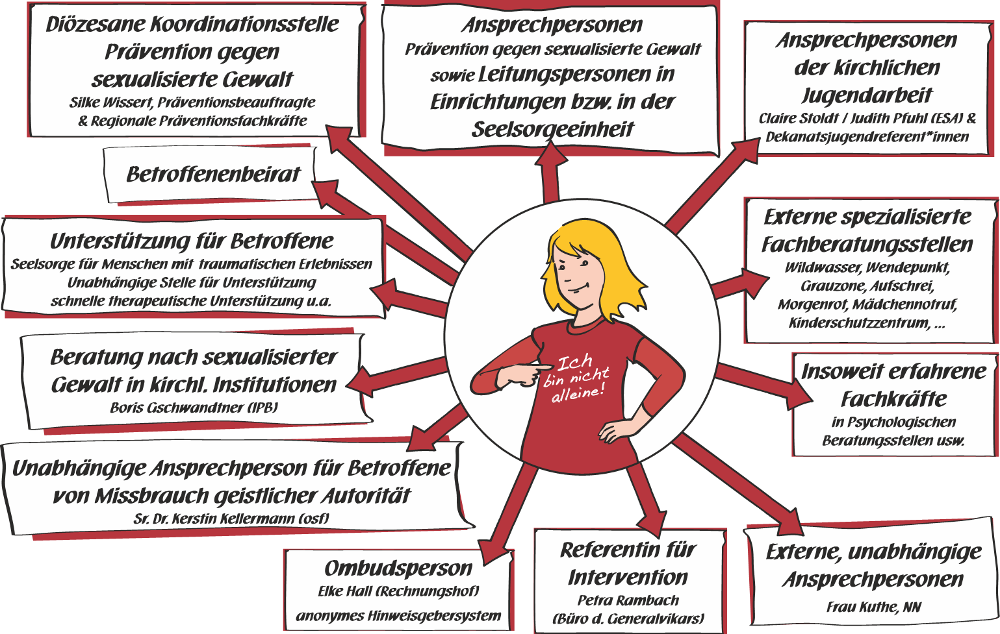 Diözesane Koordinationsstelle
Prävention gegen
sexualisierte Gewalt
Silke Wissert, Präventionsbeauftragte
& Regionale Präventionsfachkräfte
Ansprechpersonen
Prävention gegen sexualisierte Gewalt
sowie Leitungspersonen in
Einrichtungen bzw. in der
Seelsorgeeinheit
Ansprechpersonen
der kirchlichen
Jugendarbeit
Claire Stoldt / Judith Pfuhl (ESA) &
Dekanatsjugendreferent*innen
Betroffenenbeirat
Unterstützung für Betroffene
Seelsorge für Menschen mit traumatischen Erlebnissen
Unabhängige Stelle für Unterstützung
schnelle therapeutische Unterstützung u.a.
Externe spezialisierte
Fachberatungsstellen
Wildwasser, Wendepunkt,
Grauzone, Aufschrei,
Morgenrot, Mädchennotruf,
Kinderschutzzentrum, ...
Ich
bin nicht
alleine!
Beratung nach sexualisierter
Gewalt in kirchl. Institutionen
Boris Gschwandtner (IPB)
Insoweit erfahrene
Fachkräfte
in Psychologischen
Beratungsstellen usw.
Unabhängige Ansprechperson für Betroffene
von Missbrauch geistlicher Autorität
Sr. Dr. Kerstin Kellermann (osf)
Ombudsperson
Elke Hall (Rechnungshof)
anonymes Hinweisgebersystem
Referentin für
Intervention
Petra Rambach
(Büro d. Generalvikars)
Externe, unabhängige
Ansprechpersonen
Frau Kuthe, NN